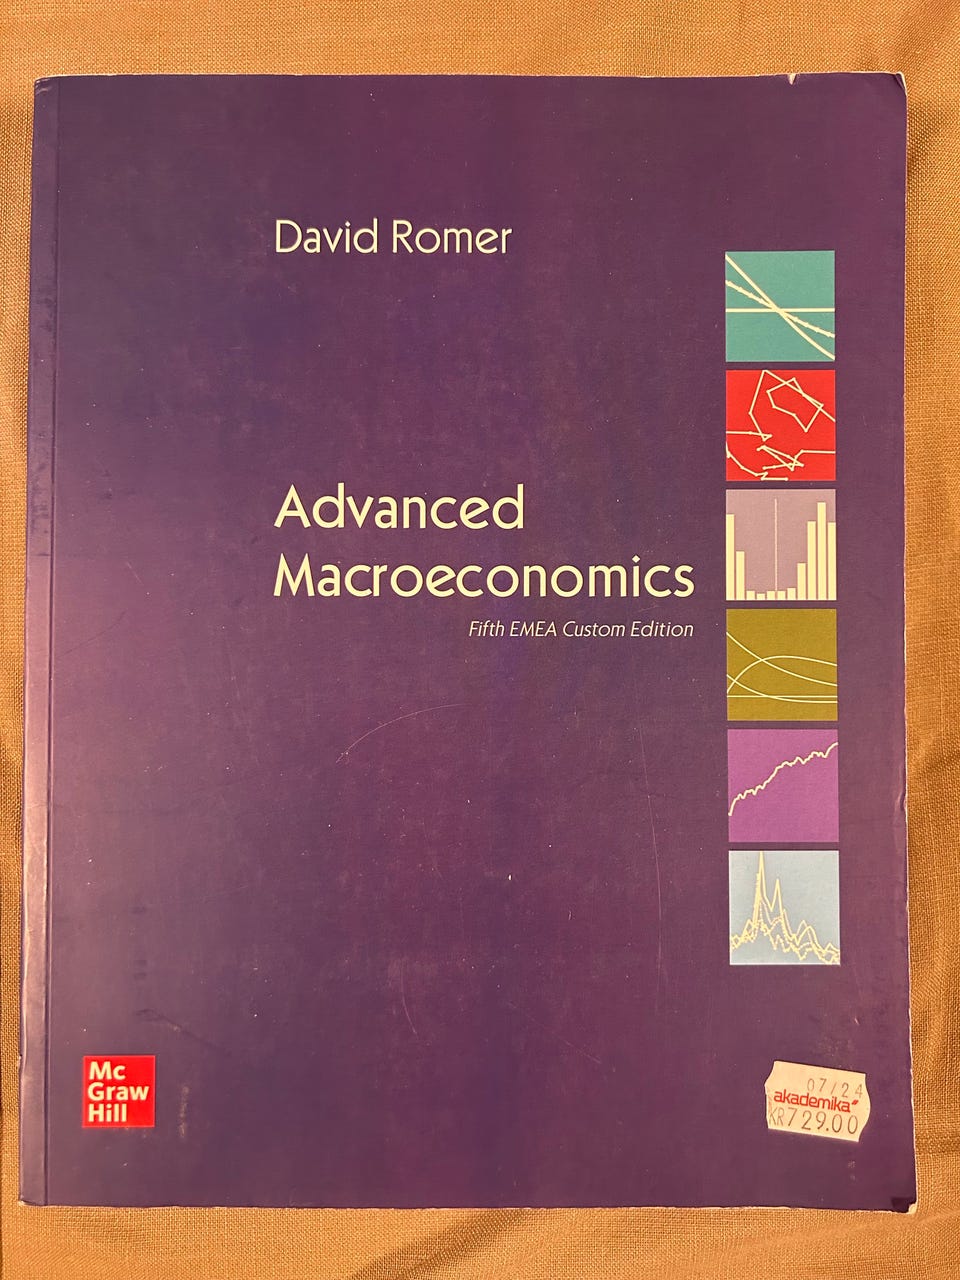 David Romer
Advanced
Macroeconomics
Fifth EMEA Custom Edition
Mc
Graw
Hill
07/24
akademika
KR729.00